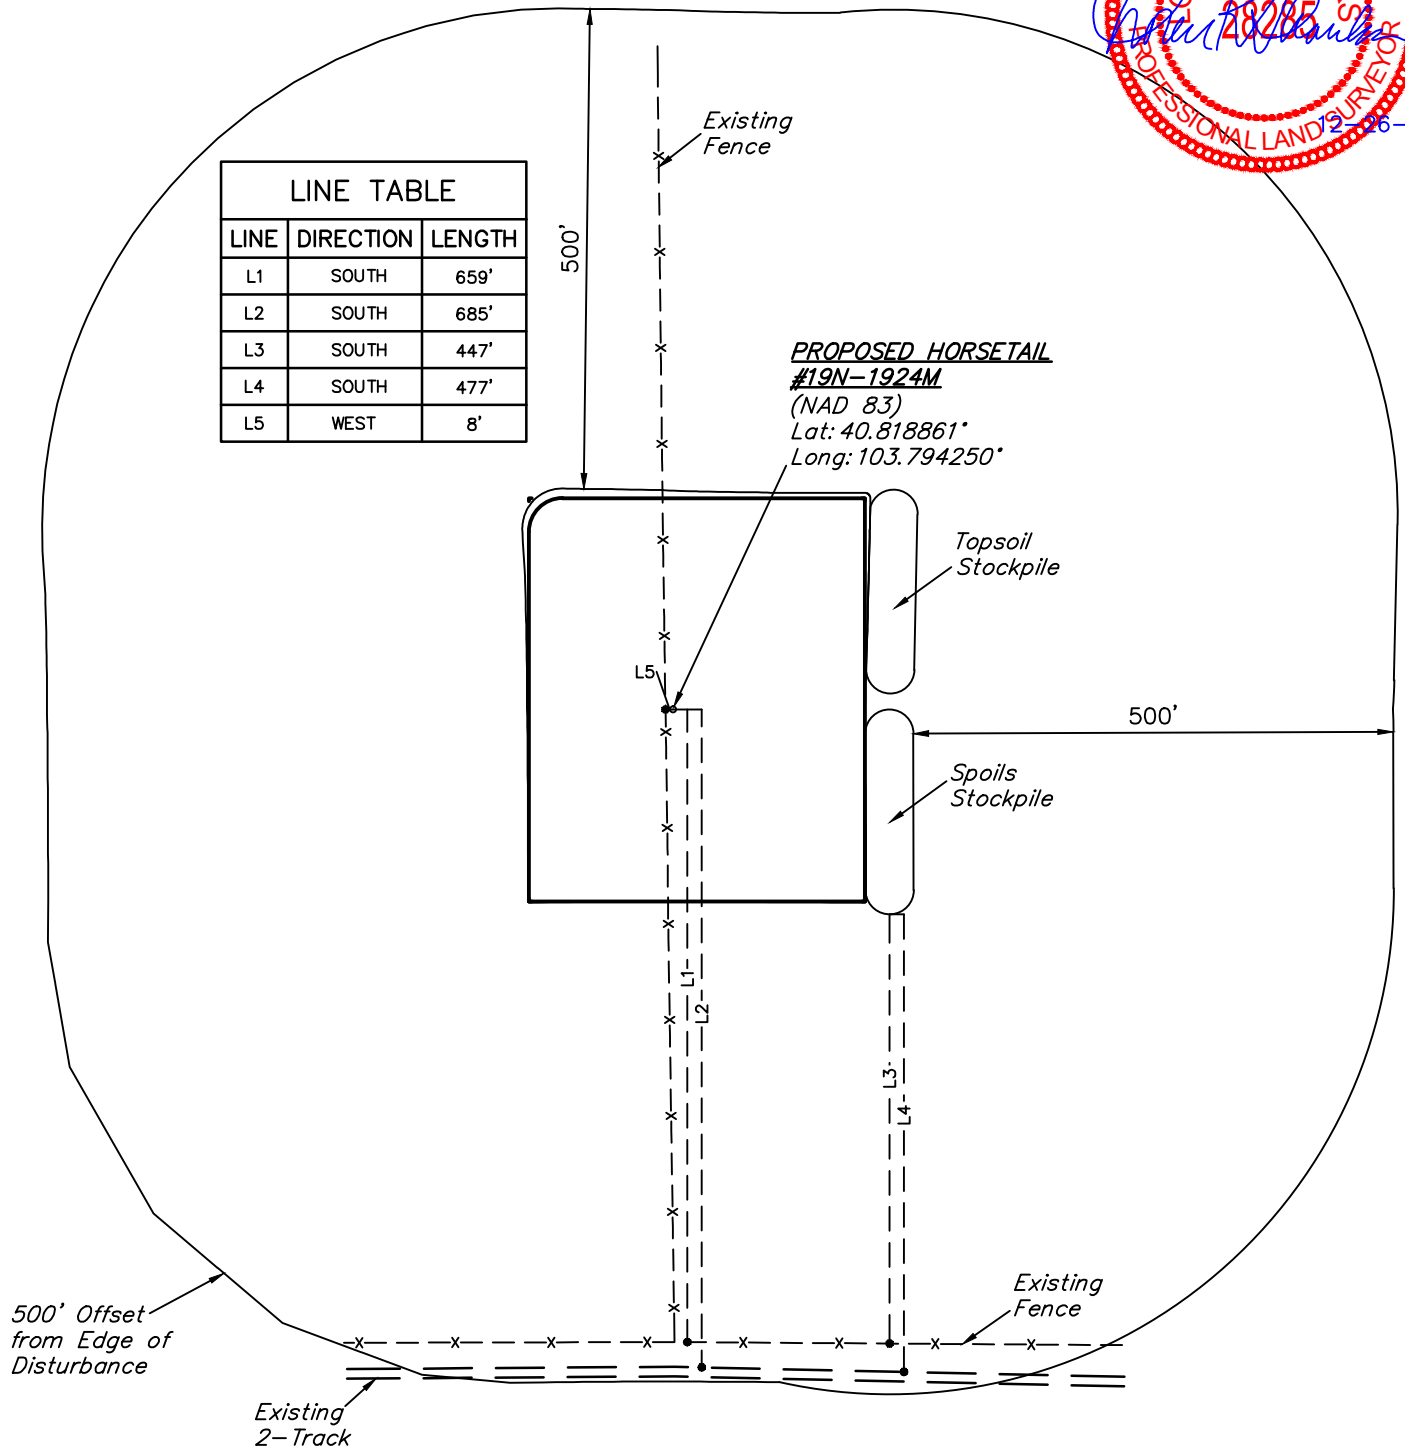 28285
PROFESSIONAL LAND SURVEYOR
12-26-
Existing
Fence
LINE TABLE
LINE DIRECTION LENGTH
L1 SOUTH 659'
L2 SOUTH 685'
L3 SOUTH 447'
L4 SOUTH 477'
L5 WEST 8'
500'
PROPOSED HORSETAIL
#19N-1924M
(NAD 83)
Lat: 40.818861°
Long: 103.794250°
Topsoil
Stockpile
L5
500'
Spoils
Stockpile
L1
L2
L3
L4
Existing
Fence
500' Offset
from Edge of
Disturbance
Existing
2-Track